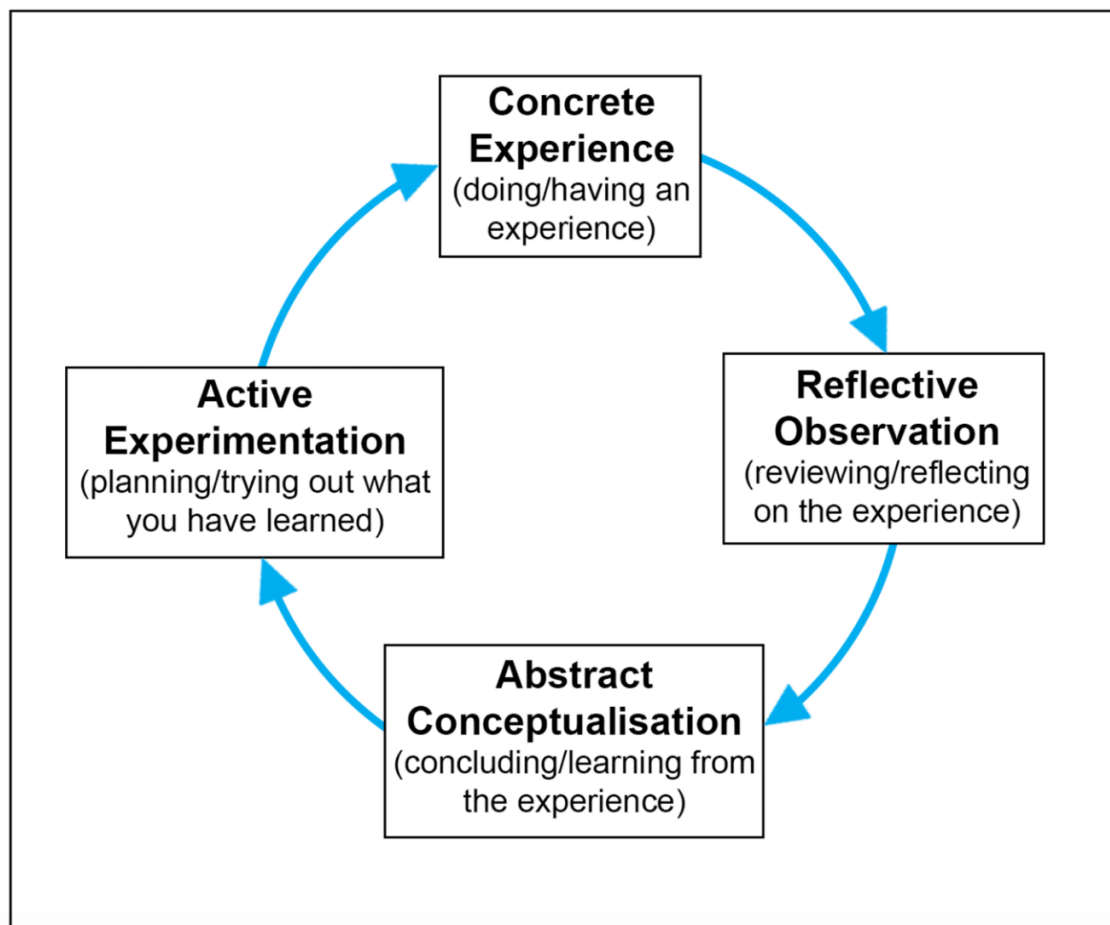 Concrete
Experience
(doing/having an
experience)
Reflective
Observation
(reviewing/reflecting
on the experience)
Abstract
Conceptualisation
(concluding/learning from
the experience)
Active
Experimentation
(planning/trying out what
you have learned)